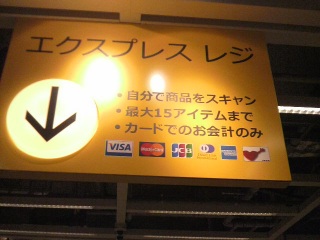 エクスプレス レジ
・自分で商品をスキャン
・最大15アイテムまで
・カードでのお会計のみ
VISA MasterCard JCB